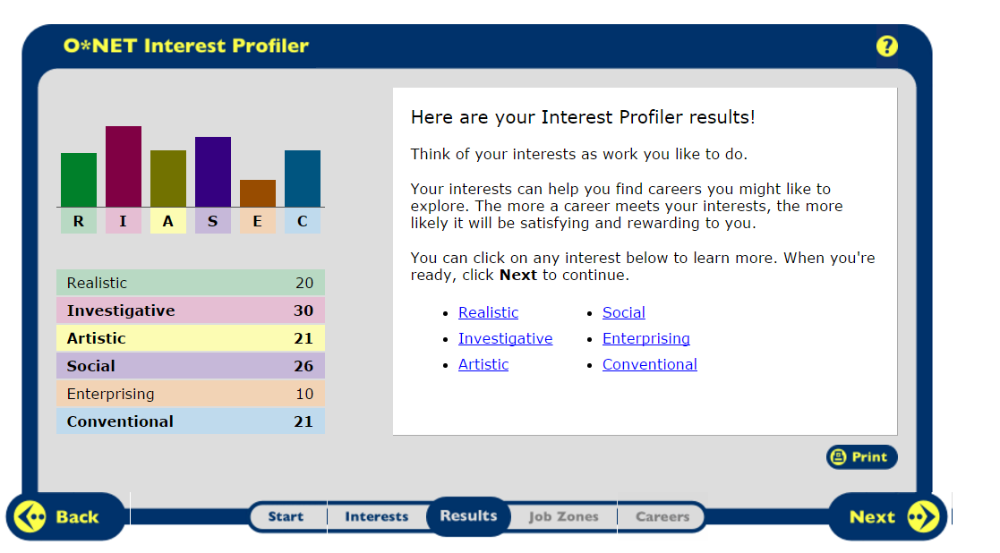 O*NET Interest Profiler
?
R I A S E C
Realistic 20
Investigative 30
Artistic 21
Social 26
Enterprising 10
Conventional 21
Here are your Interest Profiler results!
Think of your interests as work you like to do.
Your interests can help you find careers you might like to
explore. The more a career meets your interests, the more
likely it will be satisfying and rewarding to you.
You can click on any interest below to learn more. When you're
ready, click Next to continue.
• Realistic • Social
• Investigative • Enterprising
• Artistic • Conventional
Print
Back Start Interests Results Job Zones Careers Next